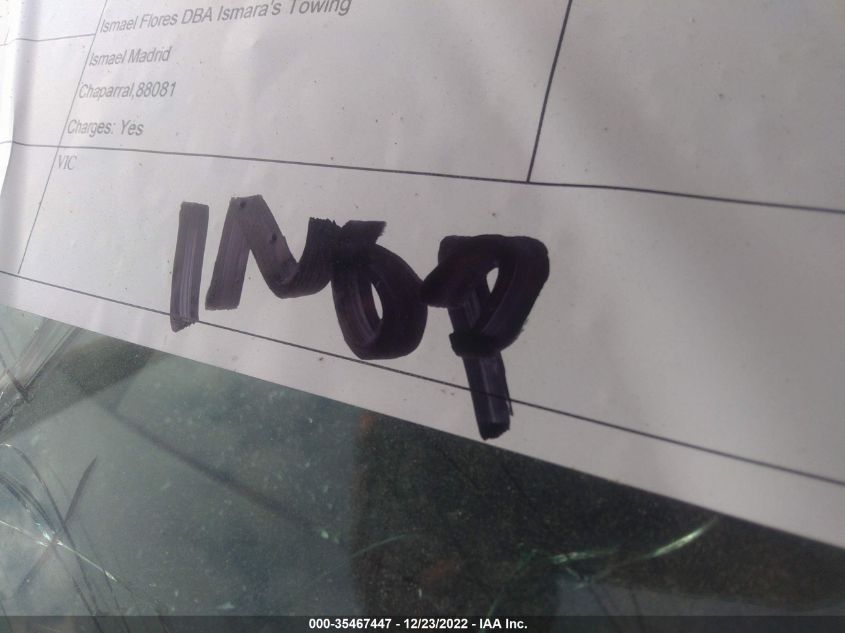 Ismael Flores DBA Ismara's Towing
Ismael Madrid
Chaparral,88081
Charges: Yes
VIC
INOP
000-35467447 - 12/23/2022 - IAA Inc.